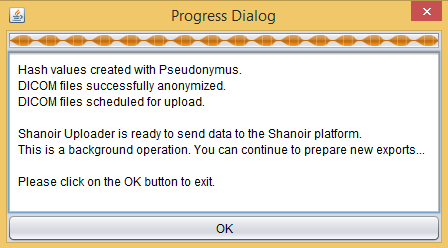 Progress Dialog
Hash values created with Pseudonymus.
DICOM files successfully anonymized.
DICOM files scheduled for upload.
Shanoir Uploader is ready to send data to the Shanoir platform.
This is a background operation. You can continue to prepare new exports...
Please click on the OK button to exit.
OK